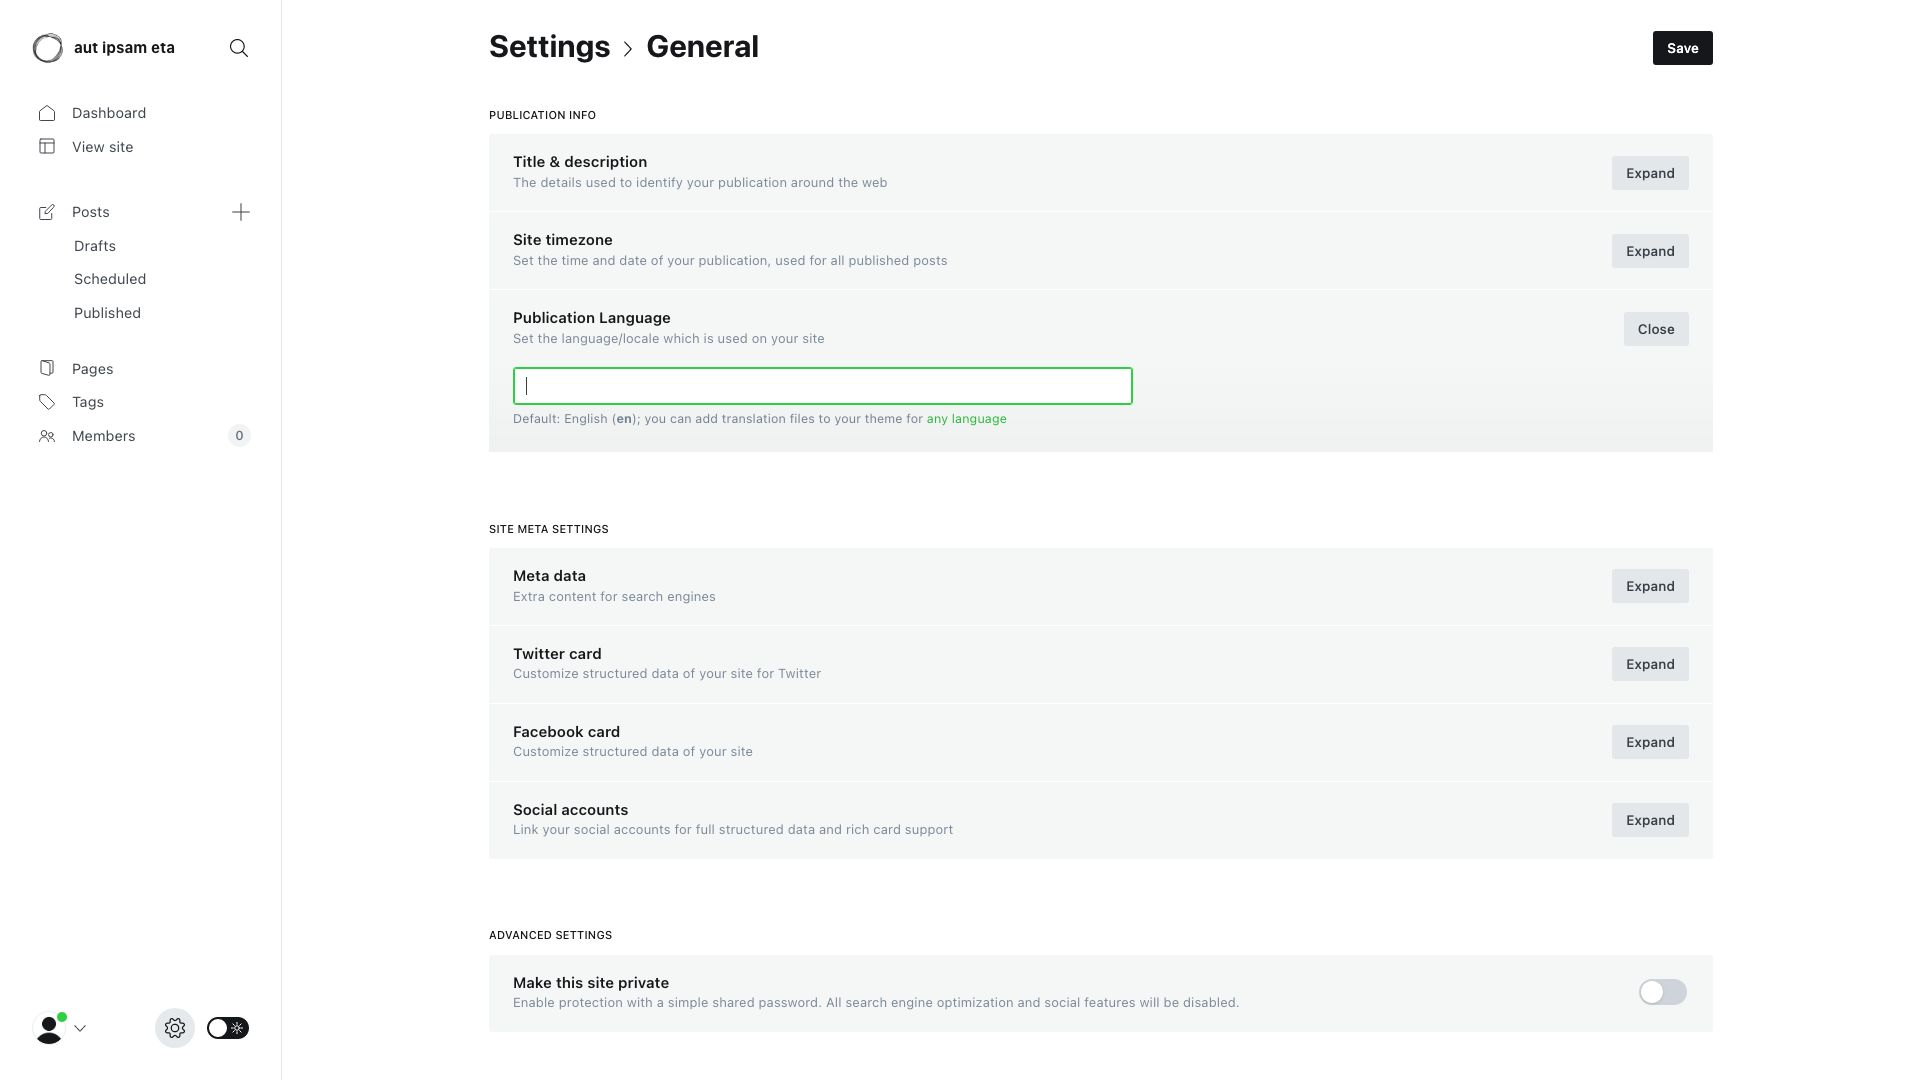 aut ipsam eta
Dashboard
View site
Posts
Drafts
Scheduled
Published
Pages
Tags
Members
0
Settings
General
Save
PUBLICATION INFO
Title & description
The details used to identify your publication around the web
Expand
Site timezone
Set the time and date of your publication, used for all published posts
Expand
Publication Language
Set the language/locale which is used on your site
Close
Default: English (en); you can add translation files to your theme for any language
SITE META SETTINGS
Meta data
Extra content for search engines
Expand
Twitter card
Customize structured data of your site for Twitter
Expand
Facebook card
Customize structured data of your site
Expand
Social accounts
Link your social accounts for full structured data and rich card support
Expand
ADVANCED SETTINGS
Make this site private
Enable protection with a simple shared password. All search engine optimization and social features will be disabled.